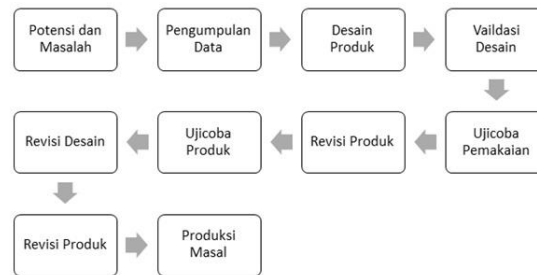 Potensi dan
Masalah
Pengumpulan
Data
Desain
Produk
Vaildasi
Desain
Ujicoba
Pemakaian
Revisi Produk
Ujicoba
Produk
Revisi Desain
Revisi Produk
Produksi
Masal